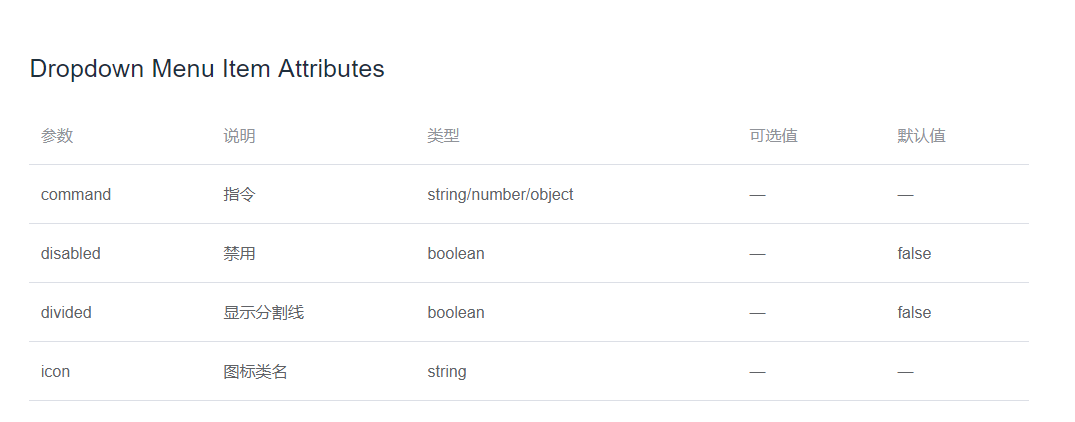 Dropdown Menu Item Attributes
参数 说明 类型 可选值 默认值
command 指令 string/number/object — —
disabled 禁用 boolean — false
divided 显示分割线 boolean — false
icon 图标类名 string — —